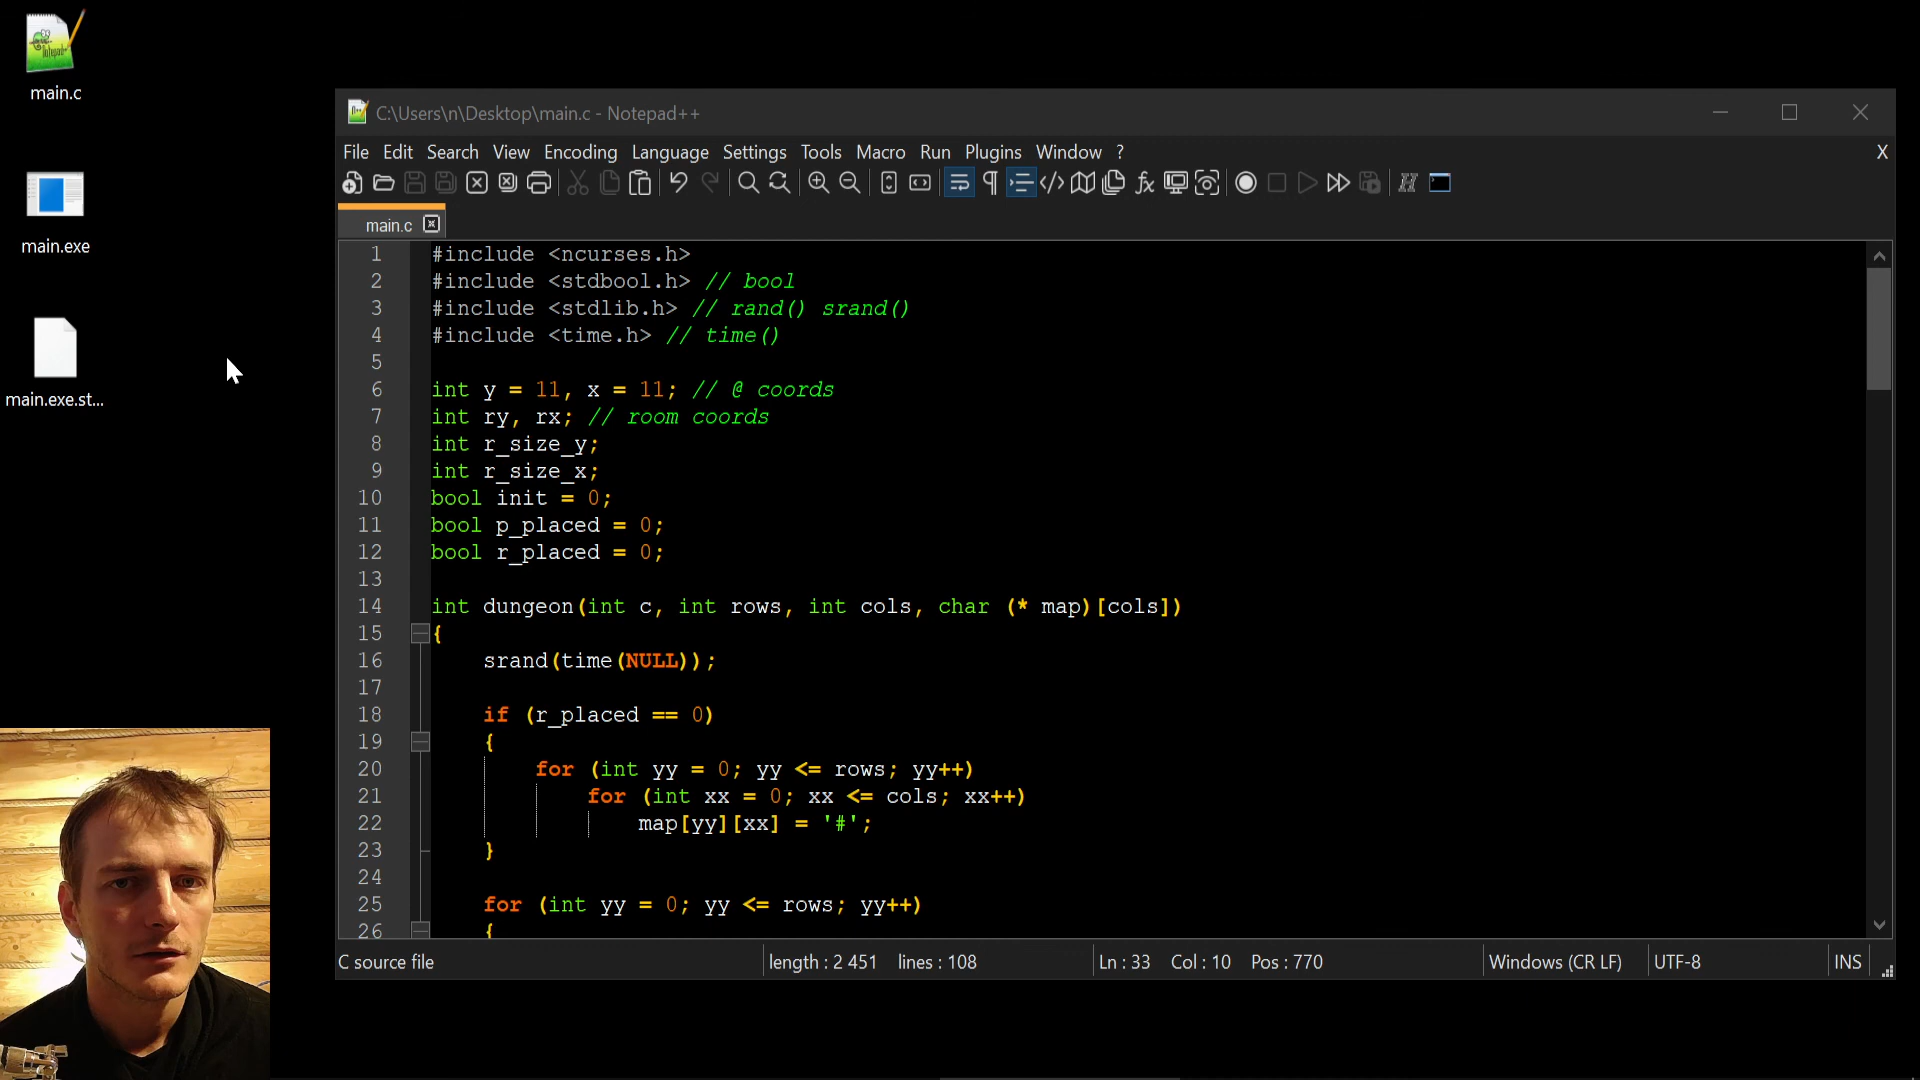 main.c
main.exe
main.exe.st...
C:\Users\n\Desktop\main.c - Notepad++
File Edit Search View Encoding Language Settings Tools Macro Run Plugins Window ? X
main.c
1 #include <ncurses.h>
2 #include <stdbool.h> // bool
3 #include <stdlib.h> // rand() srand()
4 #include <time.h> // time()
5
6 int y = 11, x = 11; // @ coords
7 int ry, rx; // room coords
8 int r_size_y;
9 int r_size_x;
10 bool init = 0;
11 bool p_placed = 0;
12 bool r_placed = 0;
13
14 int dungeon(int c, int rows, int cols, char (* map)[cols])
15 {
16 srand(time(NULL));
17
18 if (r_placed == 0)
19 {
20 for (int yy = 0; yy <= rows; yy++)
21 for (int xx = 0; xx <= cols; xx++)
22 map[yy][xx] = '#';
23 }
24
25 for (int yy = 0; yy <= rows; yy++)
26 {
C source file length : 2 451 lines : 108 Ln : 33 Col : 10 Pos : 770 Windows (CR LF) UTF-8 INS